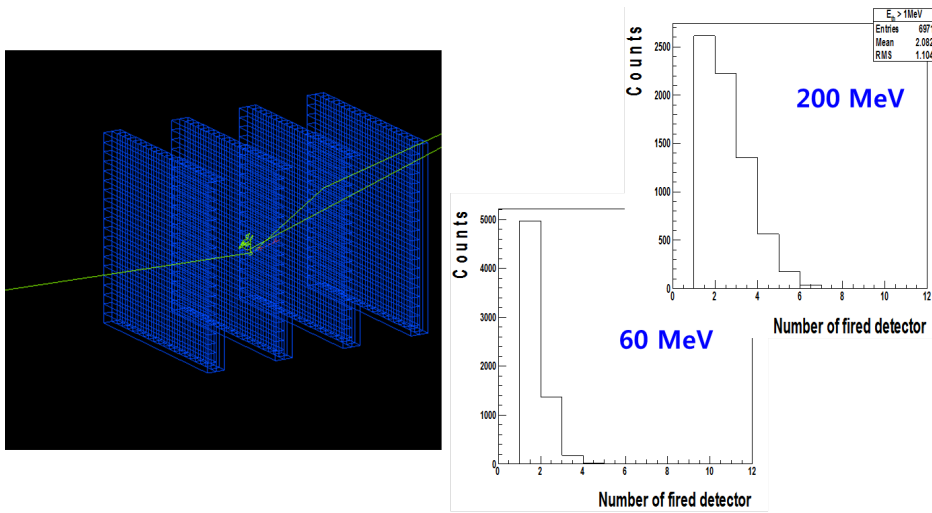 E_th > 1MeV
Entries 6971
Mean 2.082
RMS 1.104
Counts
2500
2000
1500
1000
500
0
200 MeV
0 2 4 6 8 10 12
Number of fired detector
Counts
5000
4000
3000
2000
1000
0
60 MeV
0 2 4 6 8 10 12
Number of fired detector